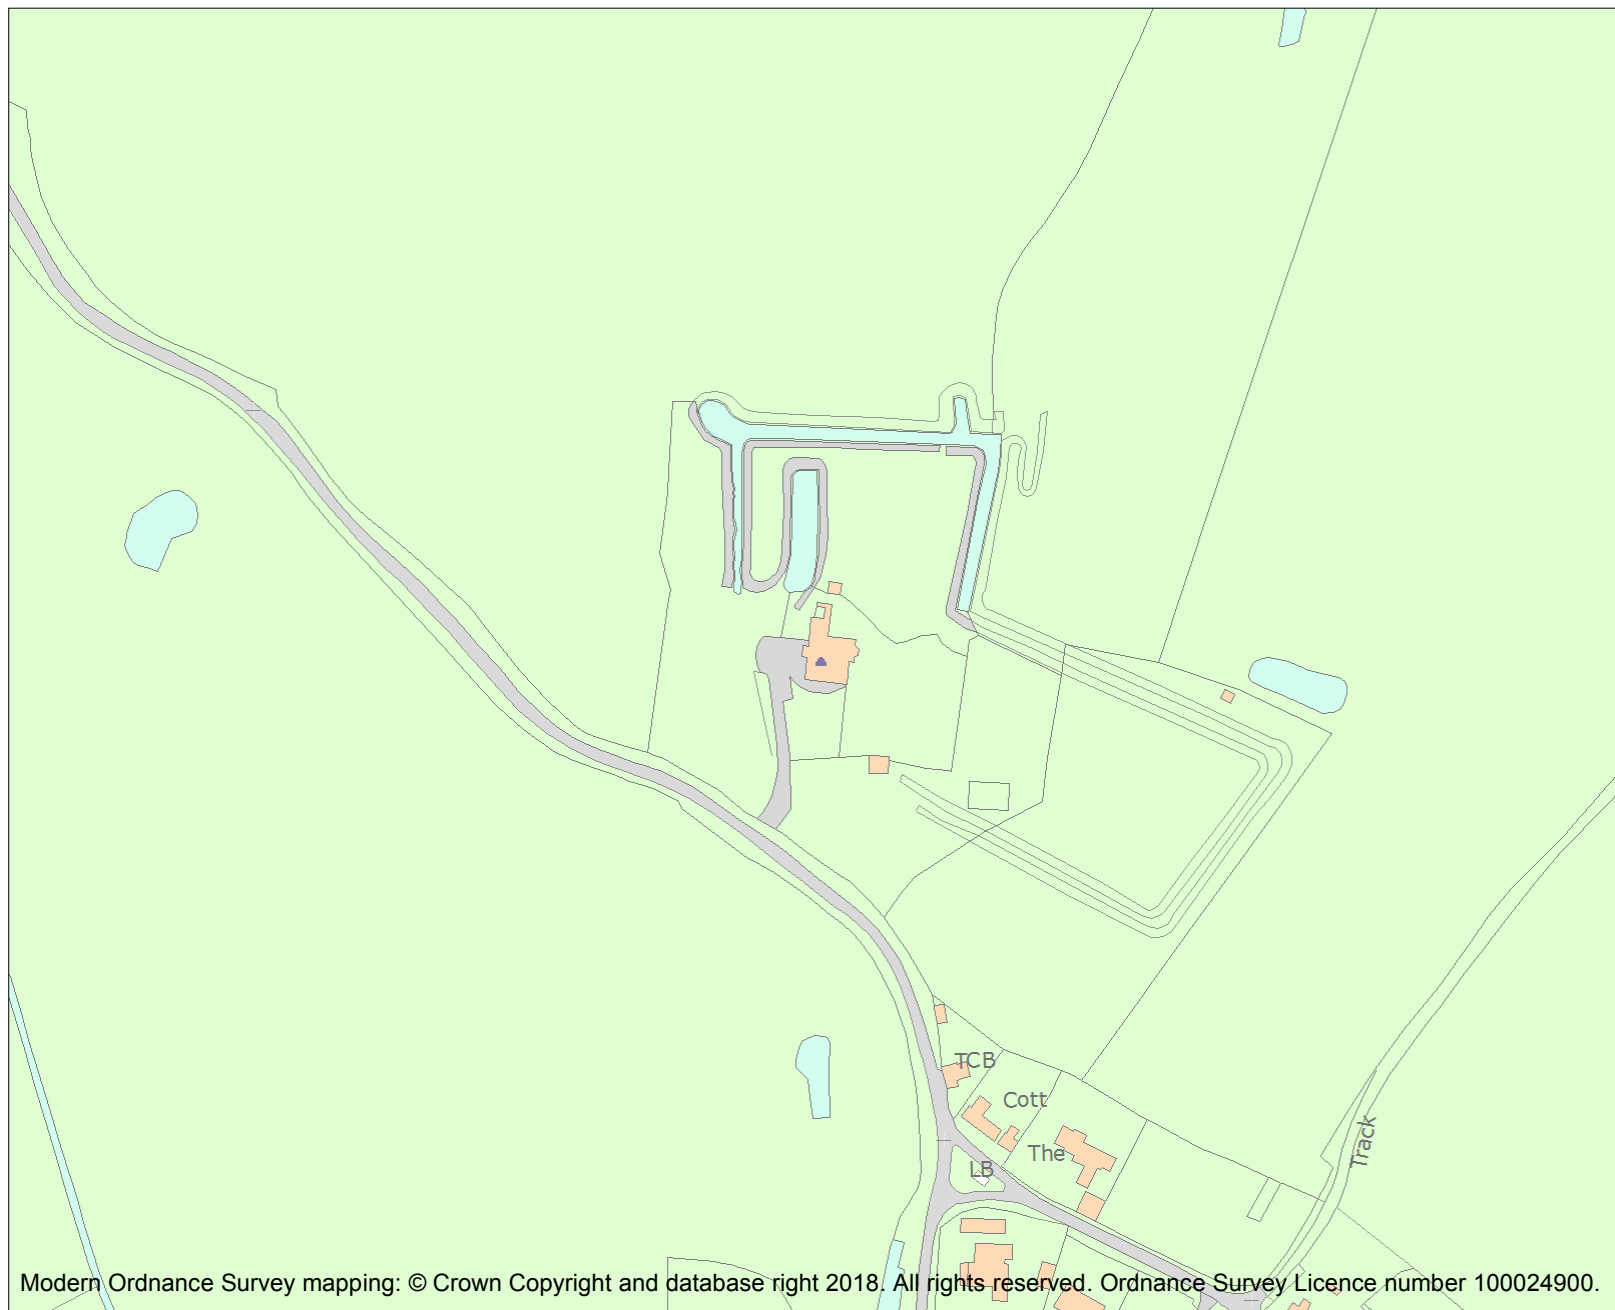 TCB
Cott
The
LB
Track
Modern Ordnance Survey mapping: © Crown Copyright and database right 2018. All rights reserved. Ordnance Survey Licence number 100024900.